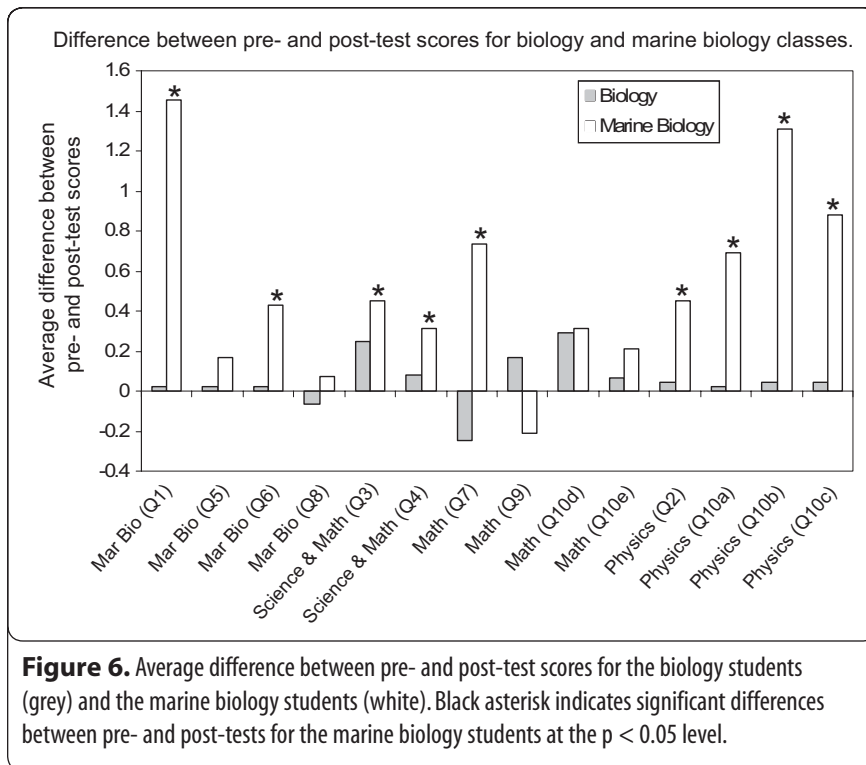 Difference between pre- and post-test scores for biology and marine biology classes.
1.6
1.4
1.2
1
0.8
0.6
0.4
0.2
0
-0.2
-0.4
Average difference between
pre- and post-test scores
Biology
Marine Biology
*
*
*
*
*
*
*
*
*
Mar Bio (Q1)
Mar Bio (Q5)
Mar Bio (Q6)
Mar Bio (Q8)
Science & Math (Q3)
Science & Math (Q4)
Math (Q7)
Math (Q9)
Math (Q10d)
Math (Q10e)
Physics (Q2)
Physics (Q10a)
Physics (Q10b)
Physics (Q10c)
Figure 6. Average difference between pre- and post-test scores for the biology students
(grey) and the marine biology students (white). Black asterisk indicates significant differences
between pre- and post-tests for the marine biology students at the p < 0.05 level.